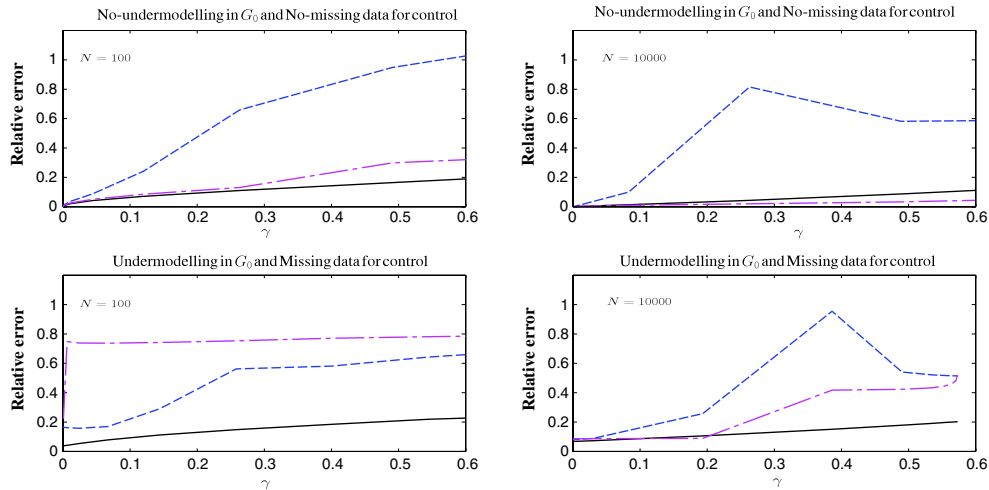 No-undermodelling in G₀ and No-missing data for control
N = 100
Relative error
1
0.8
0.6
0.4
0.2
0
0 0.1 0.2 0.3 0.4 0.5 0.6
γ
No-undermodelling in G₀ and No-missing data for control
N = 10000
Relative error
1
0.8
0.6
0.4
0.2
0
0 0.1 0.2 0.3 0.4 0.5 0.6
γ
Undermodelling in G₀ and Missing data for control
N = 100
Relative error
1
0.8
0.6
0.4
0.2
0
0 0.1 0.2 0.3 0.4 0.5 0.6
γ
Undermodelling in G₀ and Missing data for control
N = 10000
Relative error
1
0.8
0.6
0.4
0.2
0
0 0.1 0.2 0.3 0.4 0.5 0.6
γ